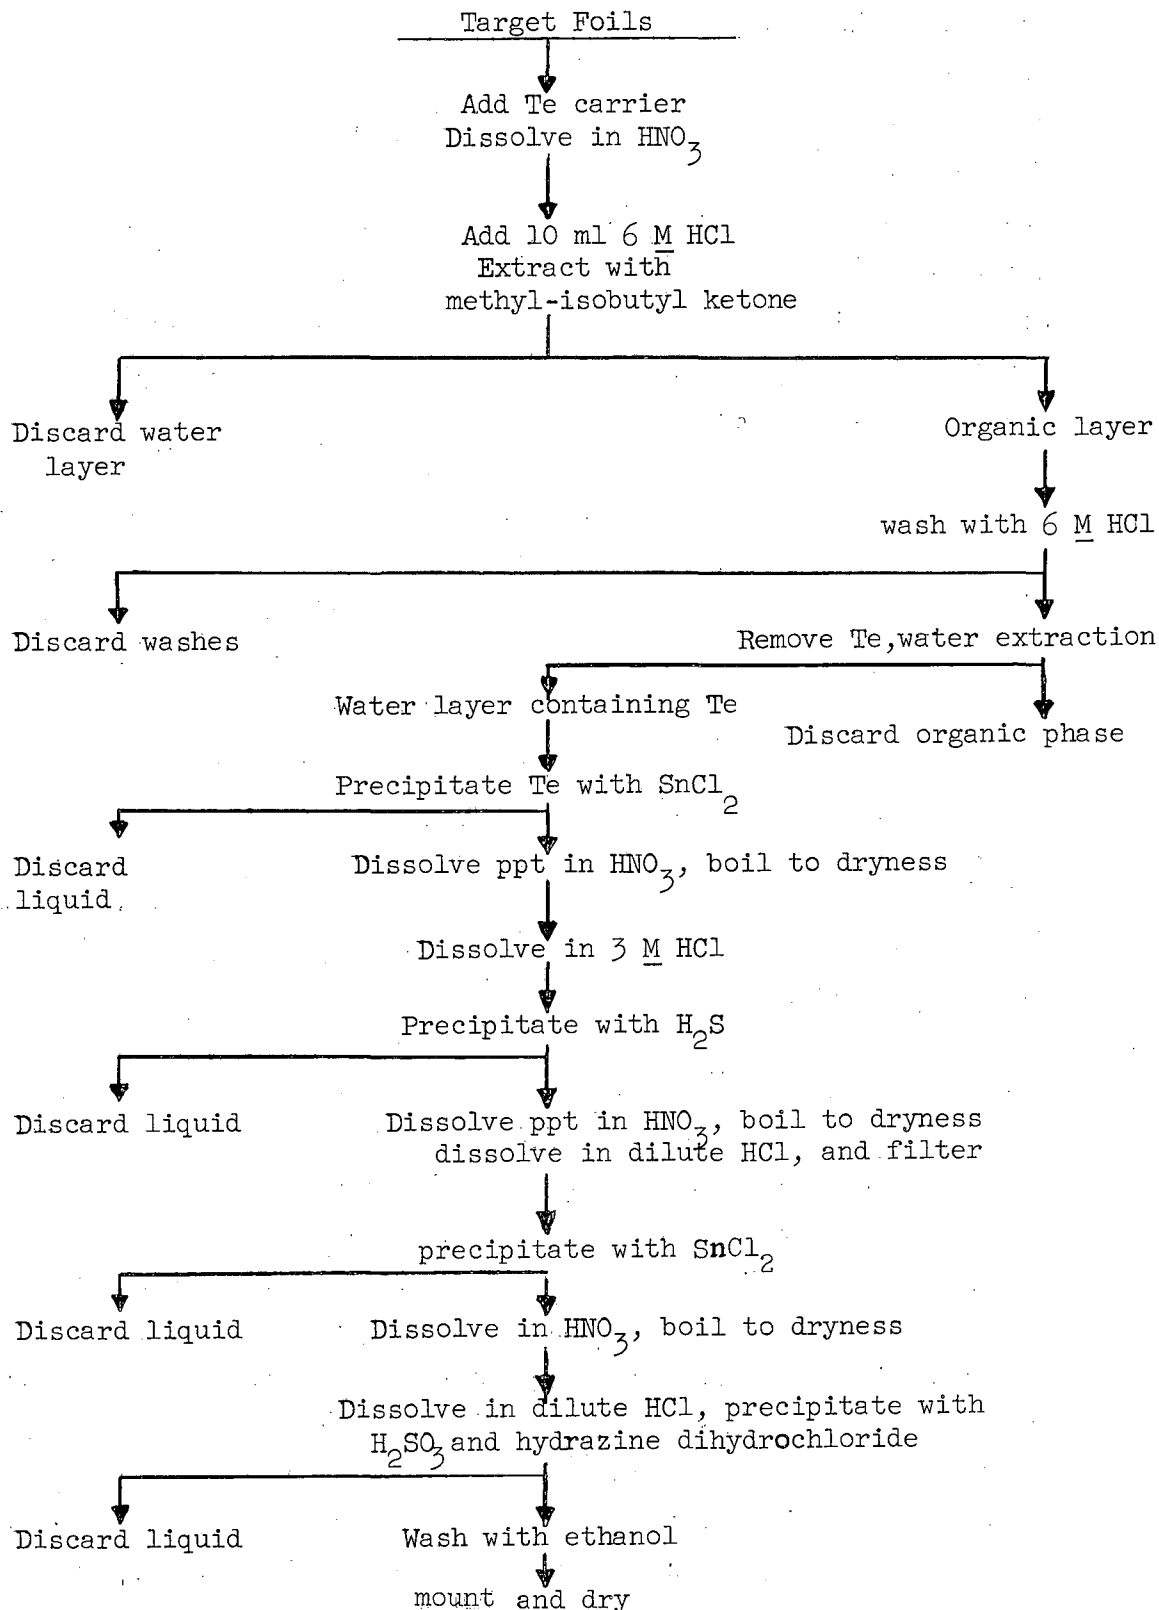 Target Foils
Add Te carrier
Dissolve in HNO3
Add 10 ml 6 M HCl
Extract with
methyl-isobutyl ketone
Discard water
layer
Organic layer
wash with 6 M HCl
Discard washes
Remove Te,water extraction
Water layer containing Te
Discard organic phase
Precipitate Te with SnCl2
Discard
liquid
Dissolve ppt in HNO3, boil to dryness
Dissolve in 3 M HCl
Precipitate with H2S
Discard liquid
Dissolve ppt in HNO3, boil to dryness
dissolve in dilute HCl, and filter
precipitate with SnCl2
Discard liquid
Dissolve in HNO3, boil to dryness
Dissolve in dilute HCl, precipitate with
H2SO3 and hydrazine dihydrochloride
Discard liquid
Wash with ethanol
mount and dry